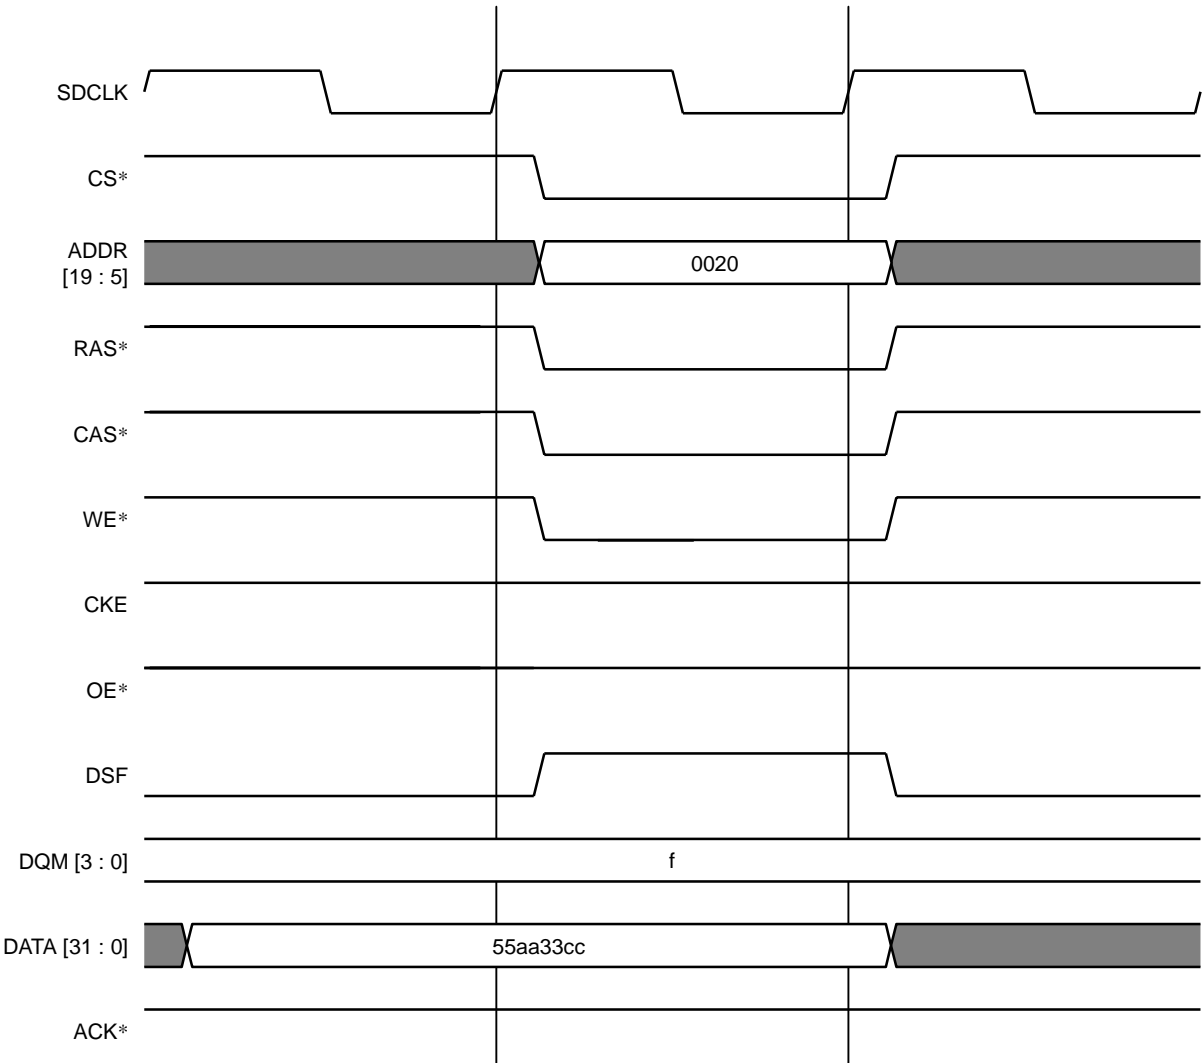 SDCLK
CS*
ADDR
[19 : 5]
0020
RAS*
CAS*
WE*
CKE
OE*
DSF
DQM [3 : 0]
f
DATA [31 : 0]
55aa33cc
ACK*